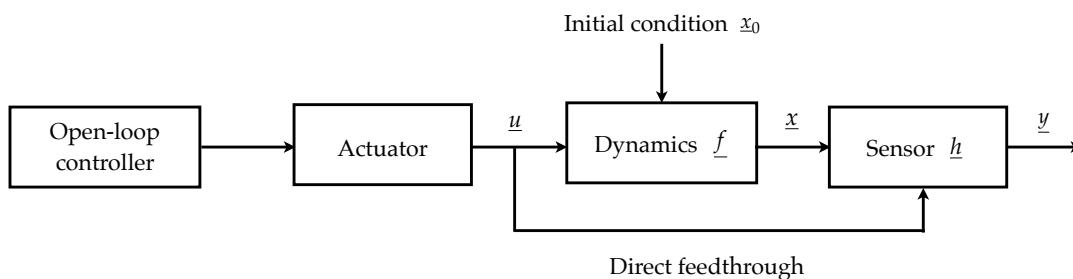 Initial condition x₀
Open-loop
controller
Actuator
u
Dynamics f
x
Sensor h
y
Direct feedthrough